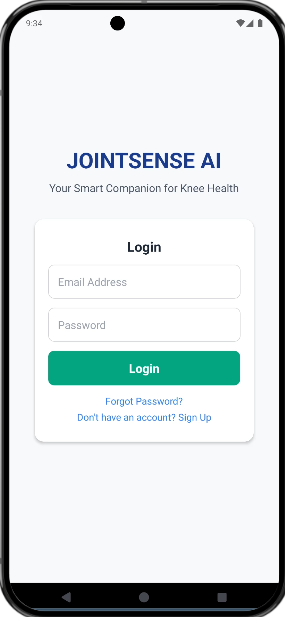 9:34
JOINTSENSE AI
Your Smart Companion for Knee Health
Login
Email Address
Password
Login
Forgot Password?
Don't have an account? Sign Up